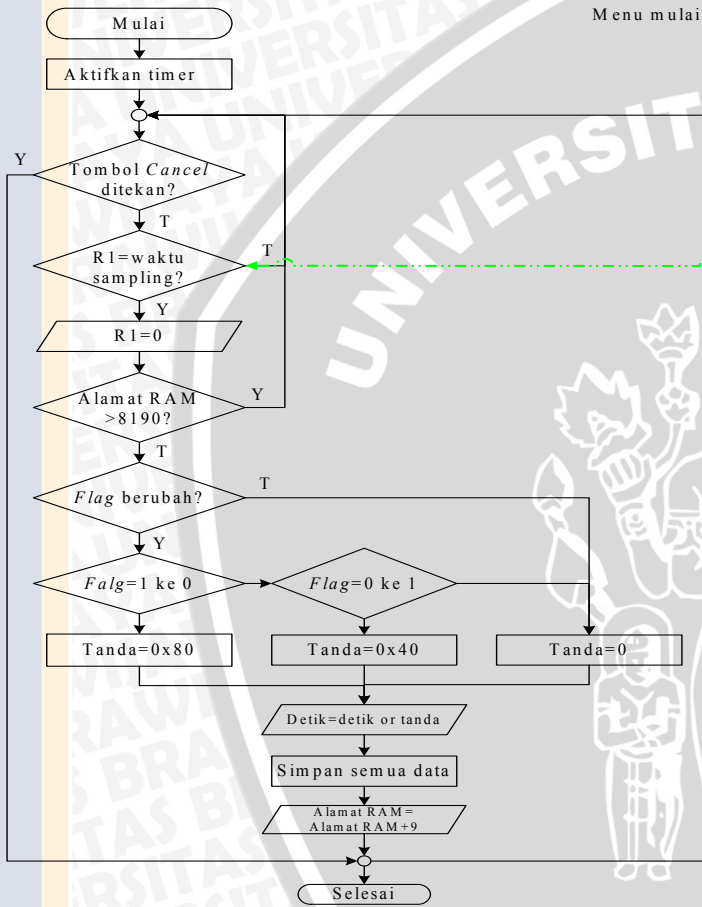 Mulai
Menu mulai
Aktifkan timer
Y
Tombol Cancel
ditekan?
T
R1=waktu
sampling?
T
Y
R1=0
Alamat RAM
>8190?
Y
T
Flag berubah?
T
Y
Falg=1 ke 0
Flag=0 ke 1
Tanda=0x80
Tanda=0x40
Tanda=0
Detik=detik or tanda
Simpan semua data
Alamat RAM=
Alamat RAM+9
Selesai
UNIVERSIT